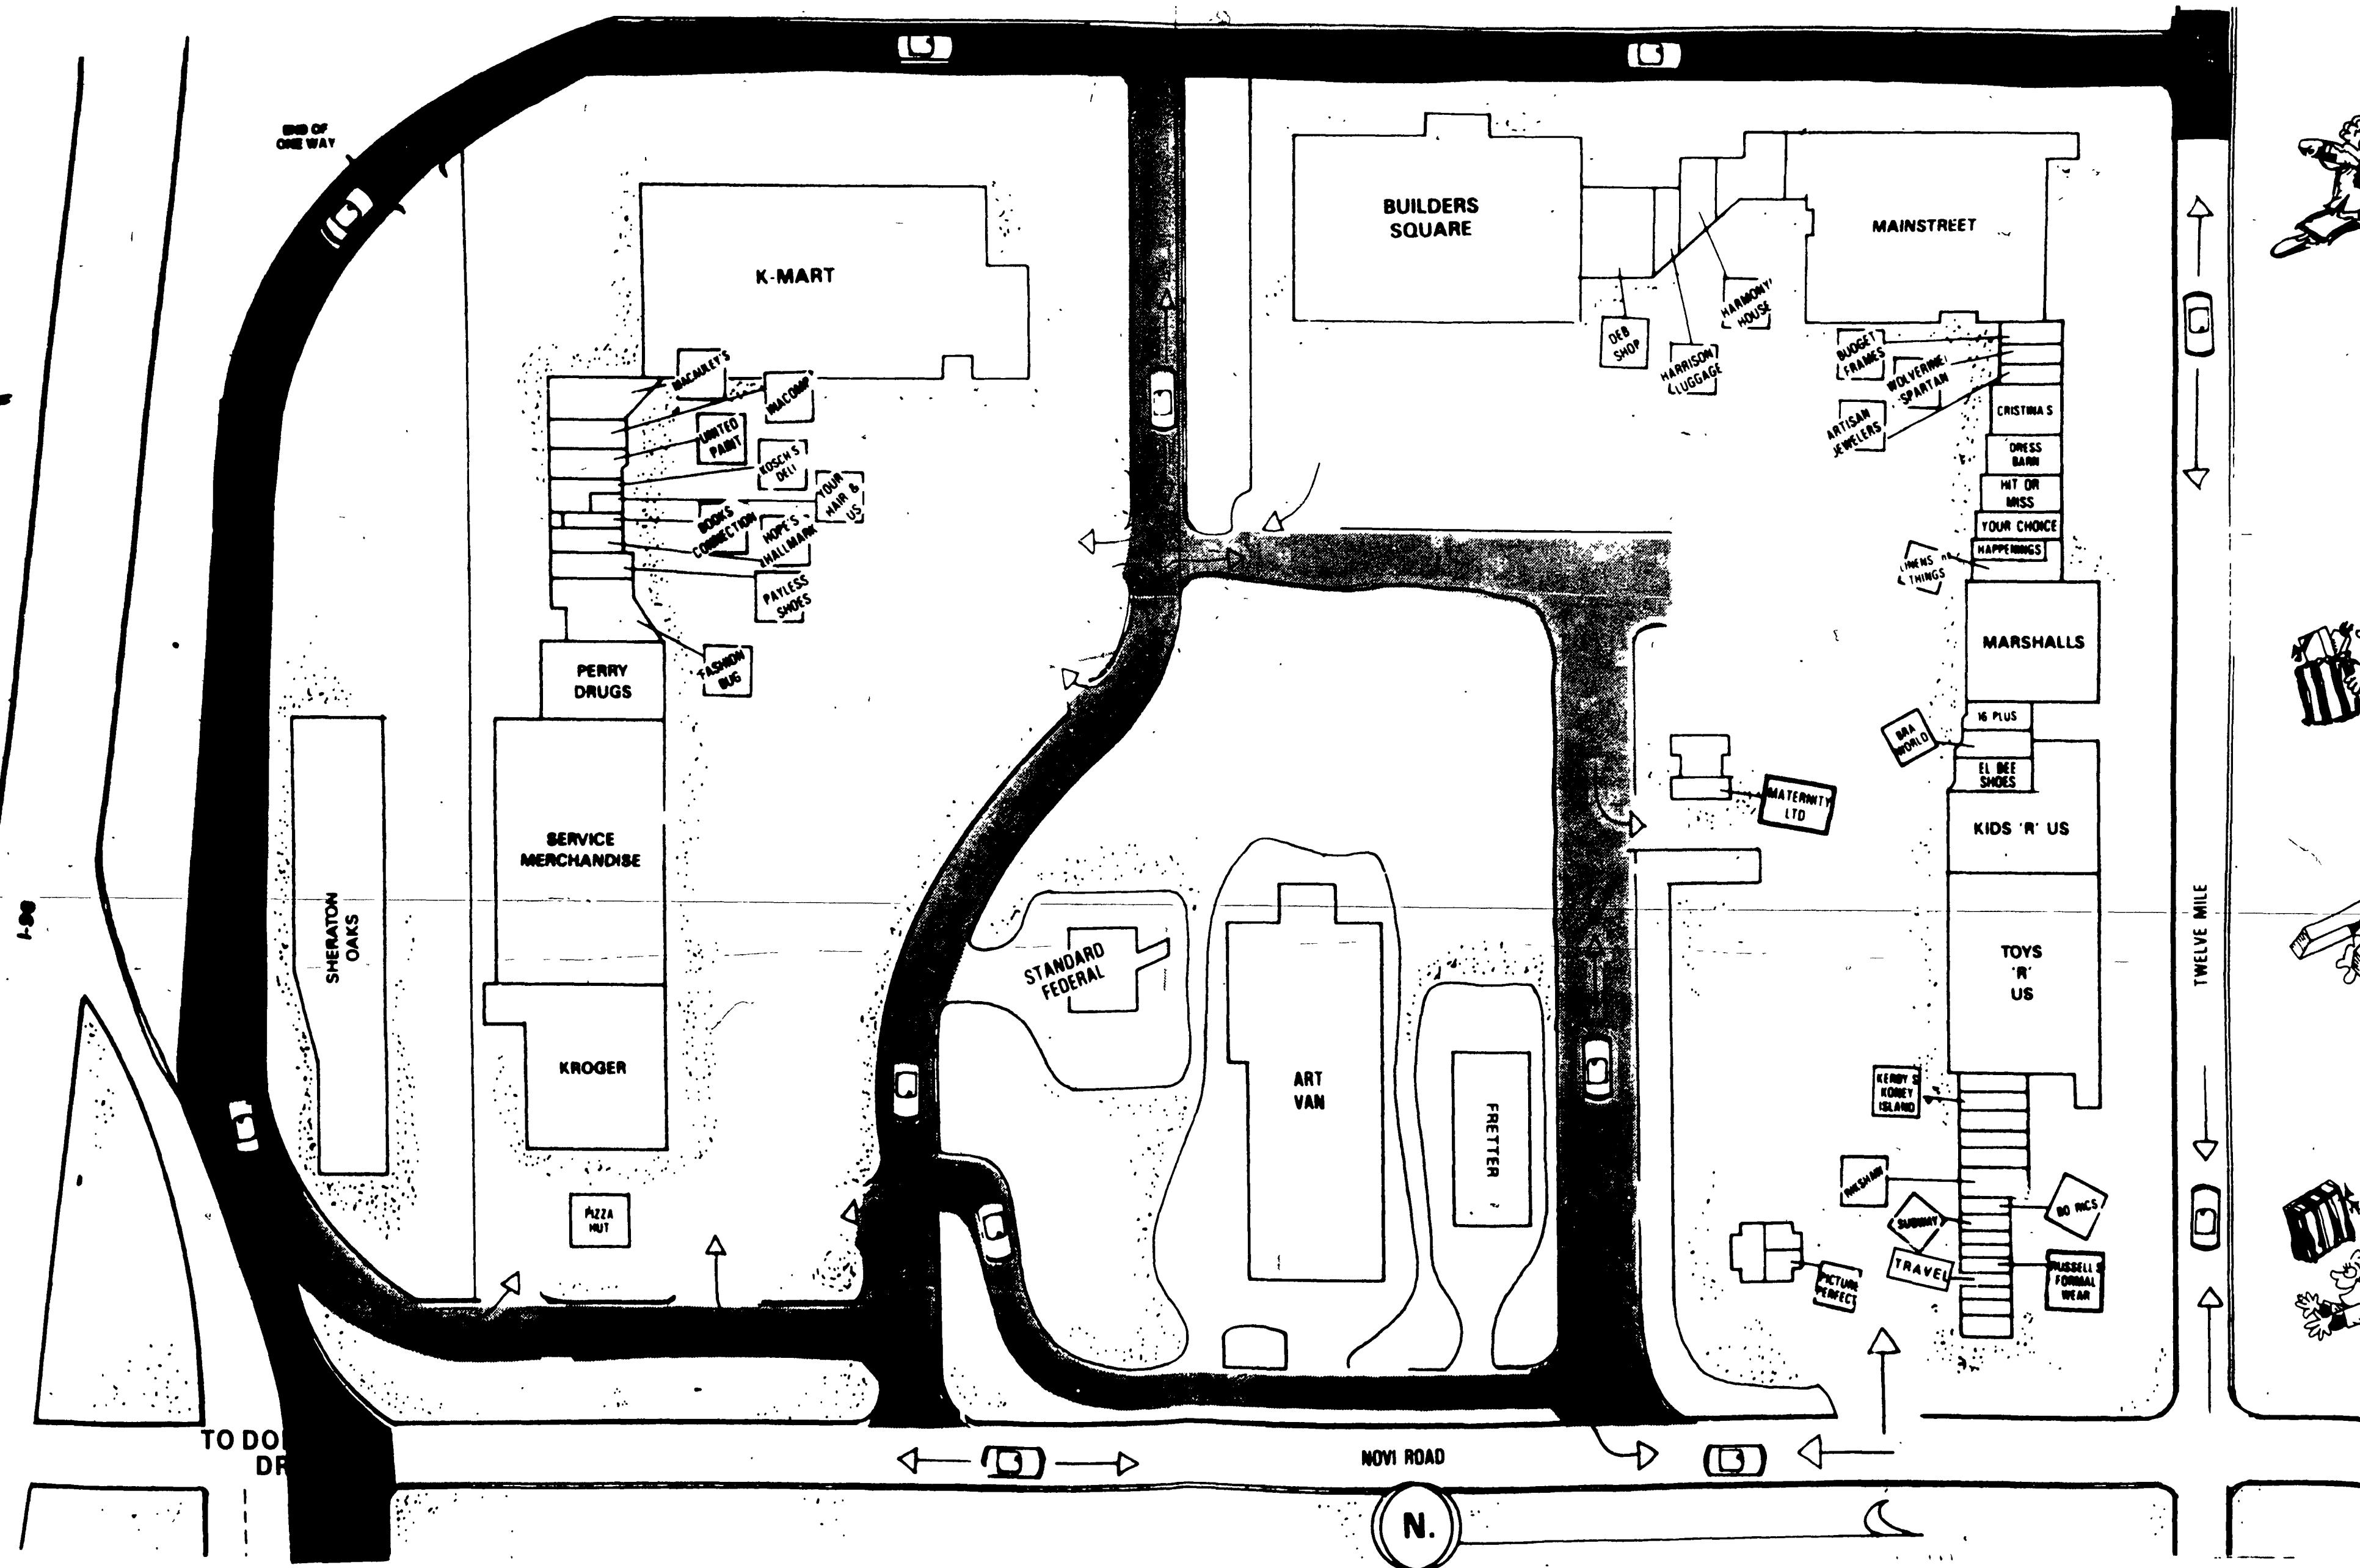 END OF
ONE WAY
K-MART
BUILDERS
SQUARE
MAINSTREET
DEB
SHOP
HARRISON
LUGGAGE
HARMONY
HOUSE
BUDGET
FRAMES
WOLVERINE
SPARTAN
ARTISAN
JEWELERS
CRISTINAS
DRESS
BARN
HIT OR
MISS
YOUR CHOICE
HAPPENINGS
& THINGS
MACAULEY'S
INACOMP
UNITED
PAINT
KOSCH'S
DELI
YOUR
HAIR &
US
BOOKS
CONNECTION
HOPE'S
HALLMARK
PAYLESS
SHOES
FASHION
BUG
PERRY
DRUGS
MARSHALLS
16 PLUS
BRA
WORLD
EL BEE
SHOES
MATERNITY
LTD
KIDS 'R' US
SERVICE
MERCHANDISE
SHERATON
OAKS
I-96
STANDARD
FEDERAL
TOYS
'R'
US
TWELVE MILE
KROGER
ART
VAN
FRETTER
KERBY'S
KONEY
ISLAND
PIZZA
HUT
SUBWAY
BO RICS
TRAVEL
RUSSELL'S
FORMAL
WEAR
PICTURE
PERFECT
TO DO
DR
NOVI ROAD
N.